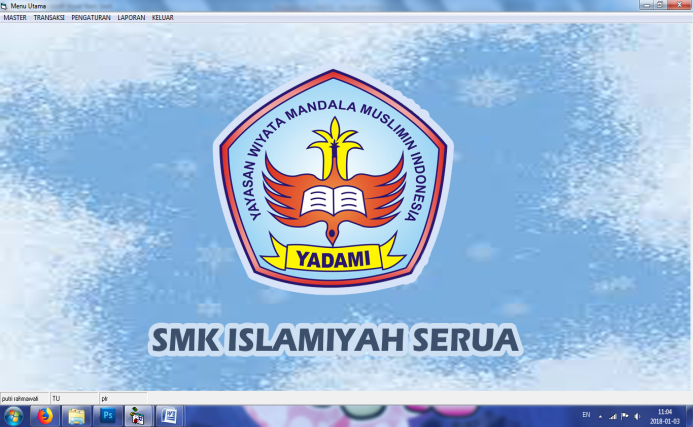 Menu Utama
MASTER TRANSAKSI PENGATURAN LAPORAN KELUAR
YAYASAN WIYATA MANDALA MUSLIMIN INDONESIA
YADAMI
SMK ISLAMIYAH SERUA
putri rahmawati TU plr
Ps EN 11:04
2018-01-03